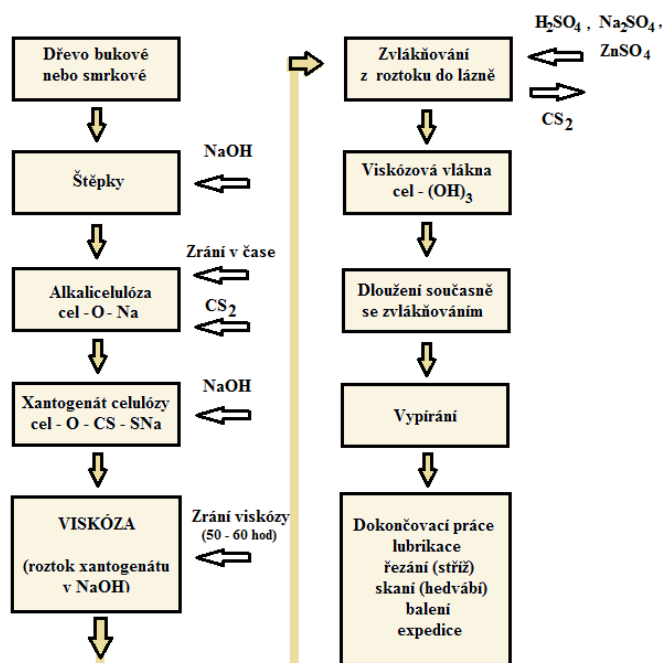 Dřevo bukové
nebo smrkové
NaOH
Štěpky
Zrání v čase
Alkalicelulóza
cel - O - Na
CS2
NaOH
Xantogenát celulózy
cel - O - CS - SNa
VISKÓZA
(roztok xantogenátu
v NaOH)
Zrání viskózy
(50 - 60 hod)
H2SO4 , Na2SO4 ,
ZnSO4
Zvlákňování
z roztoku do lázně
CS2
Viskózová vlákna
cel - (OH)3
Dloužení současně
se zvlákňováním
Vypírání
Dokončovací práce
lubrikace
řezání (stříž)
skaní (hedvábí)
balení
expedice